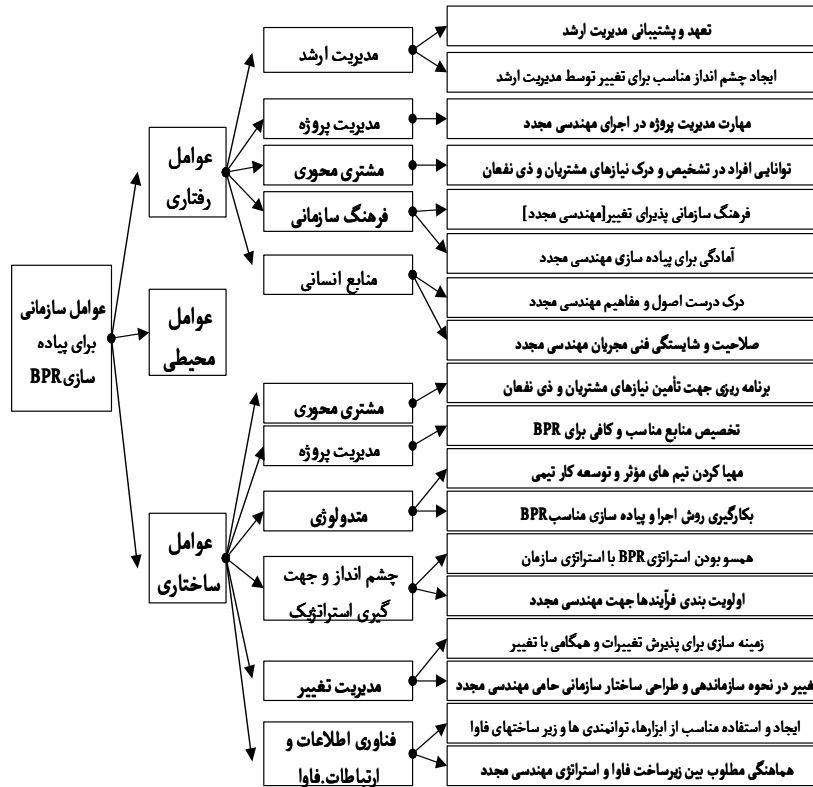 عوامل سازمانی
برای پیاده
سازی BPR
عوامل
رفتاری
عوامل
محیطی
عوامل
ساختاری
مدیریت ارشد
مدیریت پروژه
مشتری محوری
فرهنگ سازمانی
منابع انسانی
مشتری محوری
مدیریت پروژه
متدولوژی
چشم انداز و جهت
گیری استراتژیک
مدیریت تغییر
فناوری اطلاعات و
ارتباطات.فاوا
تعهد و پشتیبانی مدیریت ارشد
ایجاد چشم انداز مناسب برای تغییر توسط مدیریت ارشد
مهارت مدیریت پروژه در اجرای مهندسی مجدد
توانایی افراد در تشخیص و درک نیازهای مشتریان و ذی نفعان
فرهنگ سازمانی پذیرای تغییر[مهندسی مجدد]
آمادگی برای پیاده سازی مهندسی مجدد
درک درست اصول و مفاهیم مهندسی مجدد
صلاحیت و شایستگی فنی مجریان مهندسی مجدد
برنامه ریزی جهت تأمین نیازهای مشتریان و ذی نفعان
تخصیص منابع مناسب و کافی برای BPR
مهیا کردن تیم های مؤثر و توسعه کار تیمی
بکارگیری روش اجرا و پیاده سازی مناسب BPR
همسو بودن استراتژی BPR با استراتژی سازمان
اولویت بندی فرآیندها جهت مهندسی مجدد
زمینه سازی برای پذیرش تغییرات و همگامی با تغییر
غییر در نحوه سازماندهی و طراحی ساختار سازمانی حامی مهندسی مجدد
ایجاد و استفاده مناسب از ابزارها، توانمندی ها و زیر ساختهای فاوا
هماهنگی مطلوب بین زیرساخت فاوا و استراتژی مهندسی مجدد